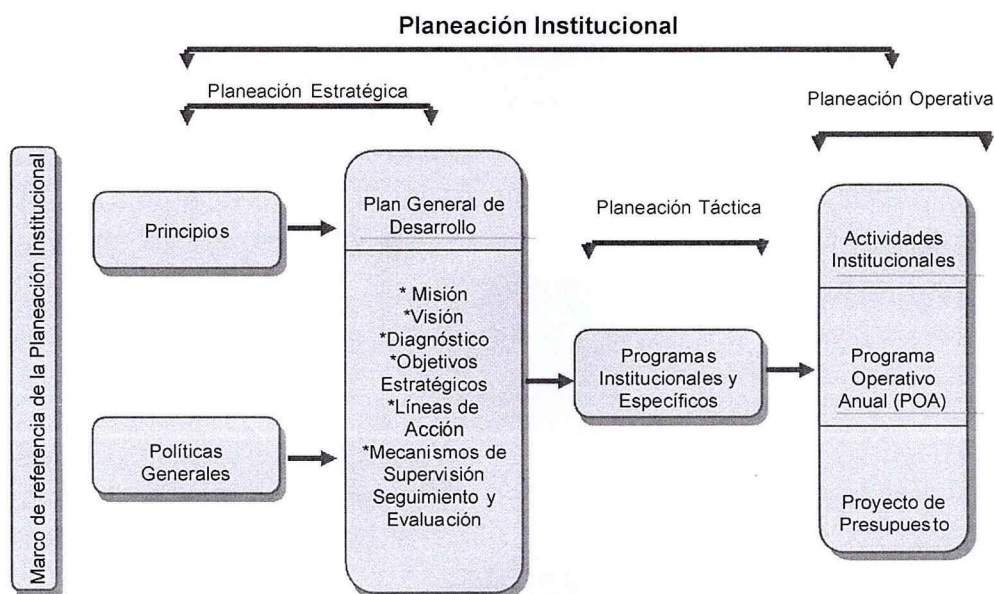 Planeación Institucional
Planeación Estratégica
Planeación Operativa
Marco de referencia de la Planeación Institucional
Principios
Plan General de
Desarrollo
Planeación Táctica
Actividades
Institucionales
* Misión
*Visión
*Diagnóstico
*Objetivos
Estratégicos
*Líneas de
Acción
*Mecanismos de
Supervisión
Seguimiento y
Evaluación
Programas
Institucionales y
Específicos
Programa
Operativo
Anual (POA)
Políticas
Generales
Proyecto de
Presupuesto